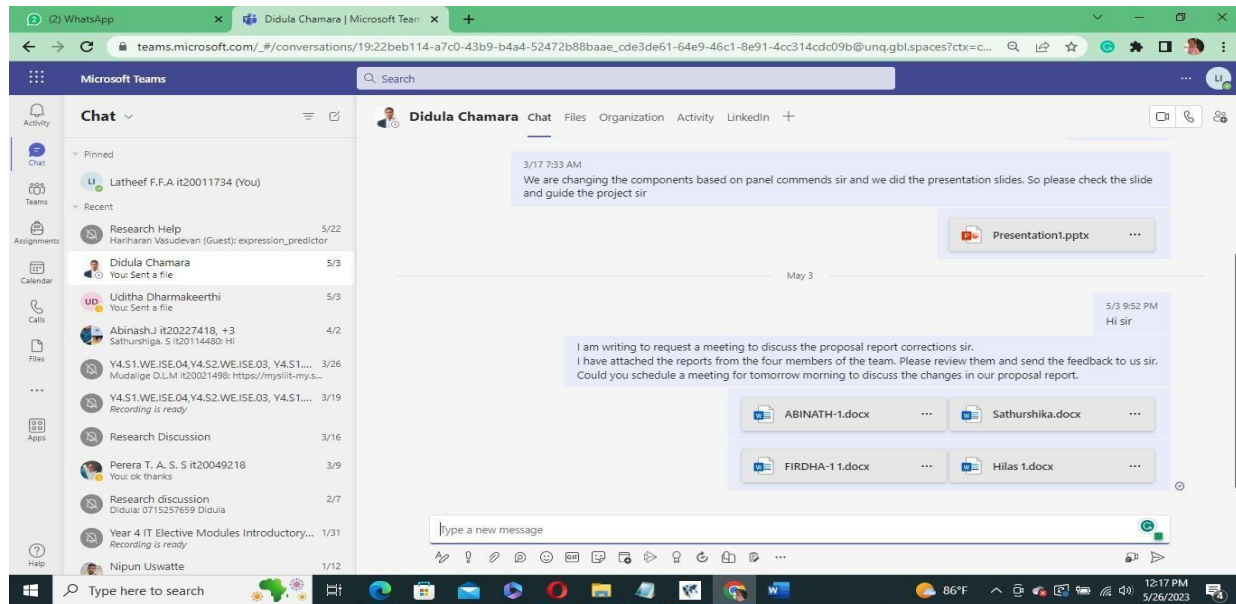 (2) WhatsApp
Didula Chamara | Microsoft Team
teams.microsoft.com/_#/conversations/19:22beb114-a7c0-43b9-b4a4-52472b88baae_cde3de61-64e9-46c1-8e91-4cc314cdc09b@unq.gbl.spaces?ctx=c...
Microsoft Teams
Search
LI
Activity
Chat
Teams
Assignments
Calendar
Calls
Files
Apps
Help
Chat
Pinned
LI
Latheef F.F.A it20011734 (You)
Recent
Research Help 5/22
Hariharan Vasudevan (Guest): expression_predictor
Didula Chamara 5/3
You: Sent a file
UD
Uditha Dharmakeerthi 5/3
You: Sent a file
Abinash.J it20227418, +3 4/2
Sathurshiga. S it20114480: Hi
Y4.S1.WE.ISE.04,Y4.S2.WE.ISE.03, Y4.S1.... 3/26
Mudalige D.L.M it20021498: https://mysliit-my.s...
Y4.S1.WE.ISE.04,Y4.S2.WE.ISE.03, Y4.S1... 3/19
Recording is ready
Research Discussion 3/16
Perera T. A. S. S it20049218 3/9
You: ok thanks
Research discussion 2/7
Didula: 0715257659 Didula
Year 4 IT Elective Modules Introductory... 1/31
Recording is ready
Nipun Uswatte 1/12
Didula Chamara Chat Files Organization Activity LinkedIn
3/17 7:33 AM
We are changing the components based on panel commends sir and we did the presentation slides. So please check the slide
and guide the project sir
Presentation1.pptx
May 3
5/3 9:52 PM
Hi sir
I am writing to request a meeting to discuss the proposal report corrections sir.
I have attached the reports from the four members of the team. Please review them and send the feedback to us sir.
Could you schedule a meeting for tomorrow morning to discuss the changes in our proposal report.
ABINATH-1.docx
Sathurshika.docx
FIRDHA-1 1.docx
Hilas 1.docx
Type a new message
GIF
Type here to search
86°F
12:17 PM
5/26/2023
4